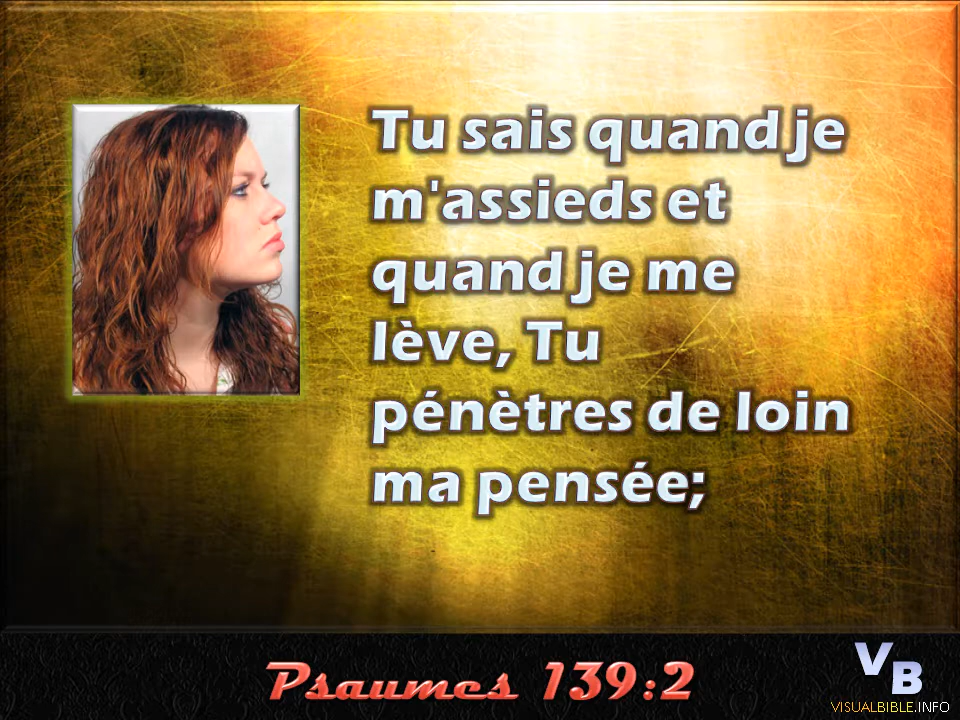 Tu sais quand je
m'assieds et
quand je me
lève, Tu
pénètres de loin
ma pensée;
Psaumes 139:2
VB
VISUALBIBLE.INFO